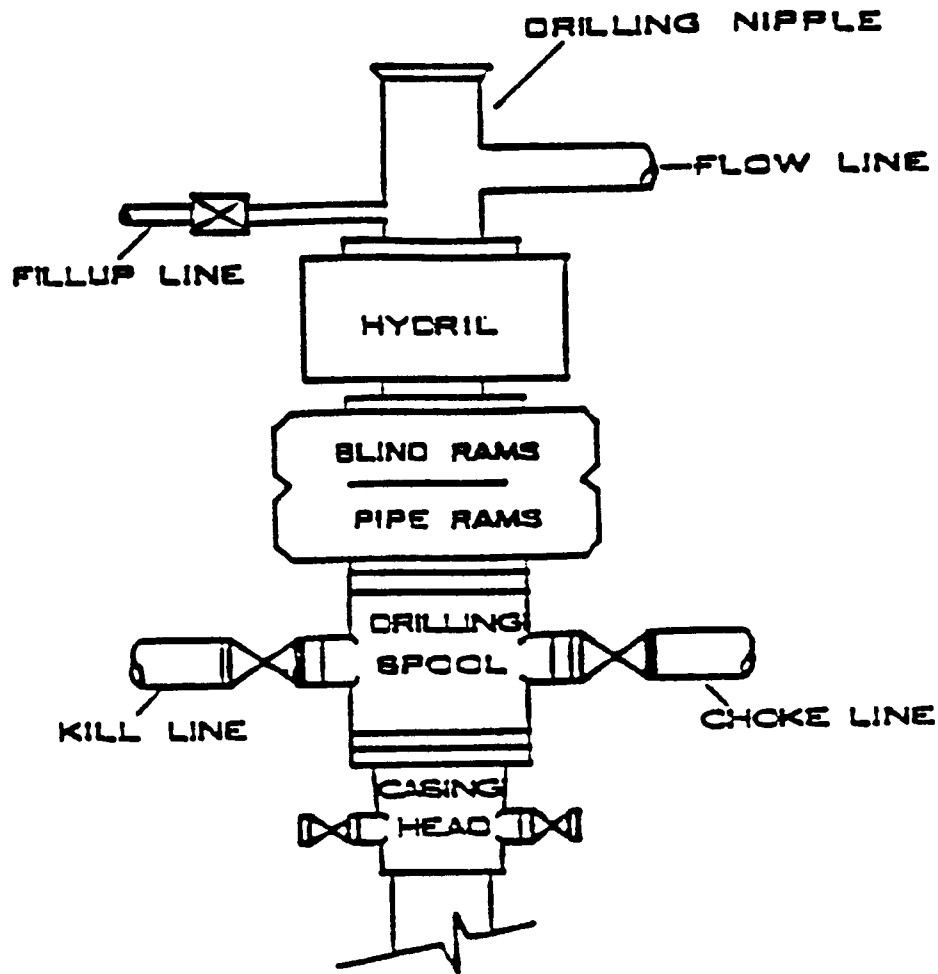 DRILLING NIPPLE
FLOW LINE
FILLUP LINE
HYDRIL
BLIND RAMS
PIPE RAMS
DRILLING
SPOOL
KILL LINE
CHOKE LINE
CASING
HEAD